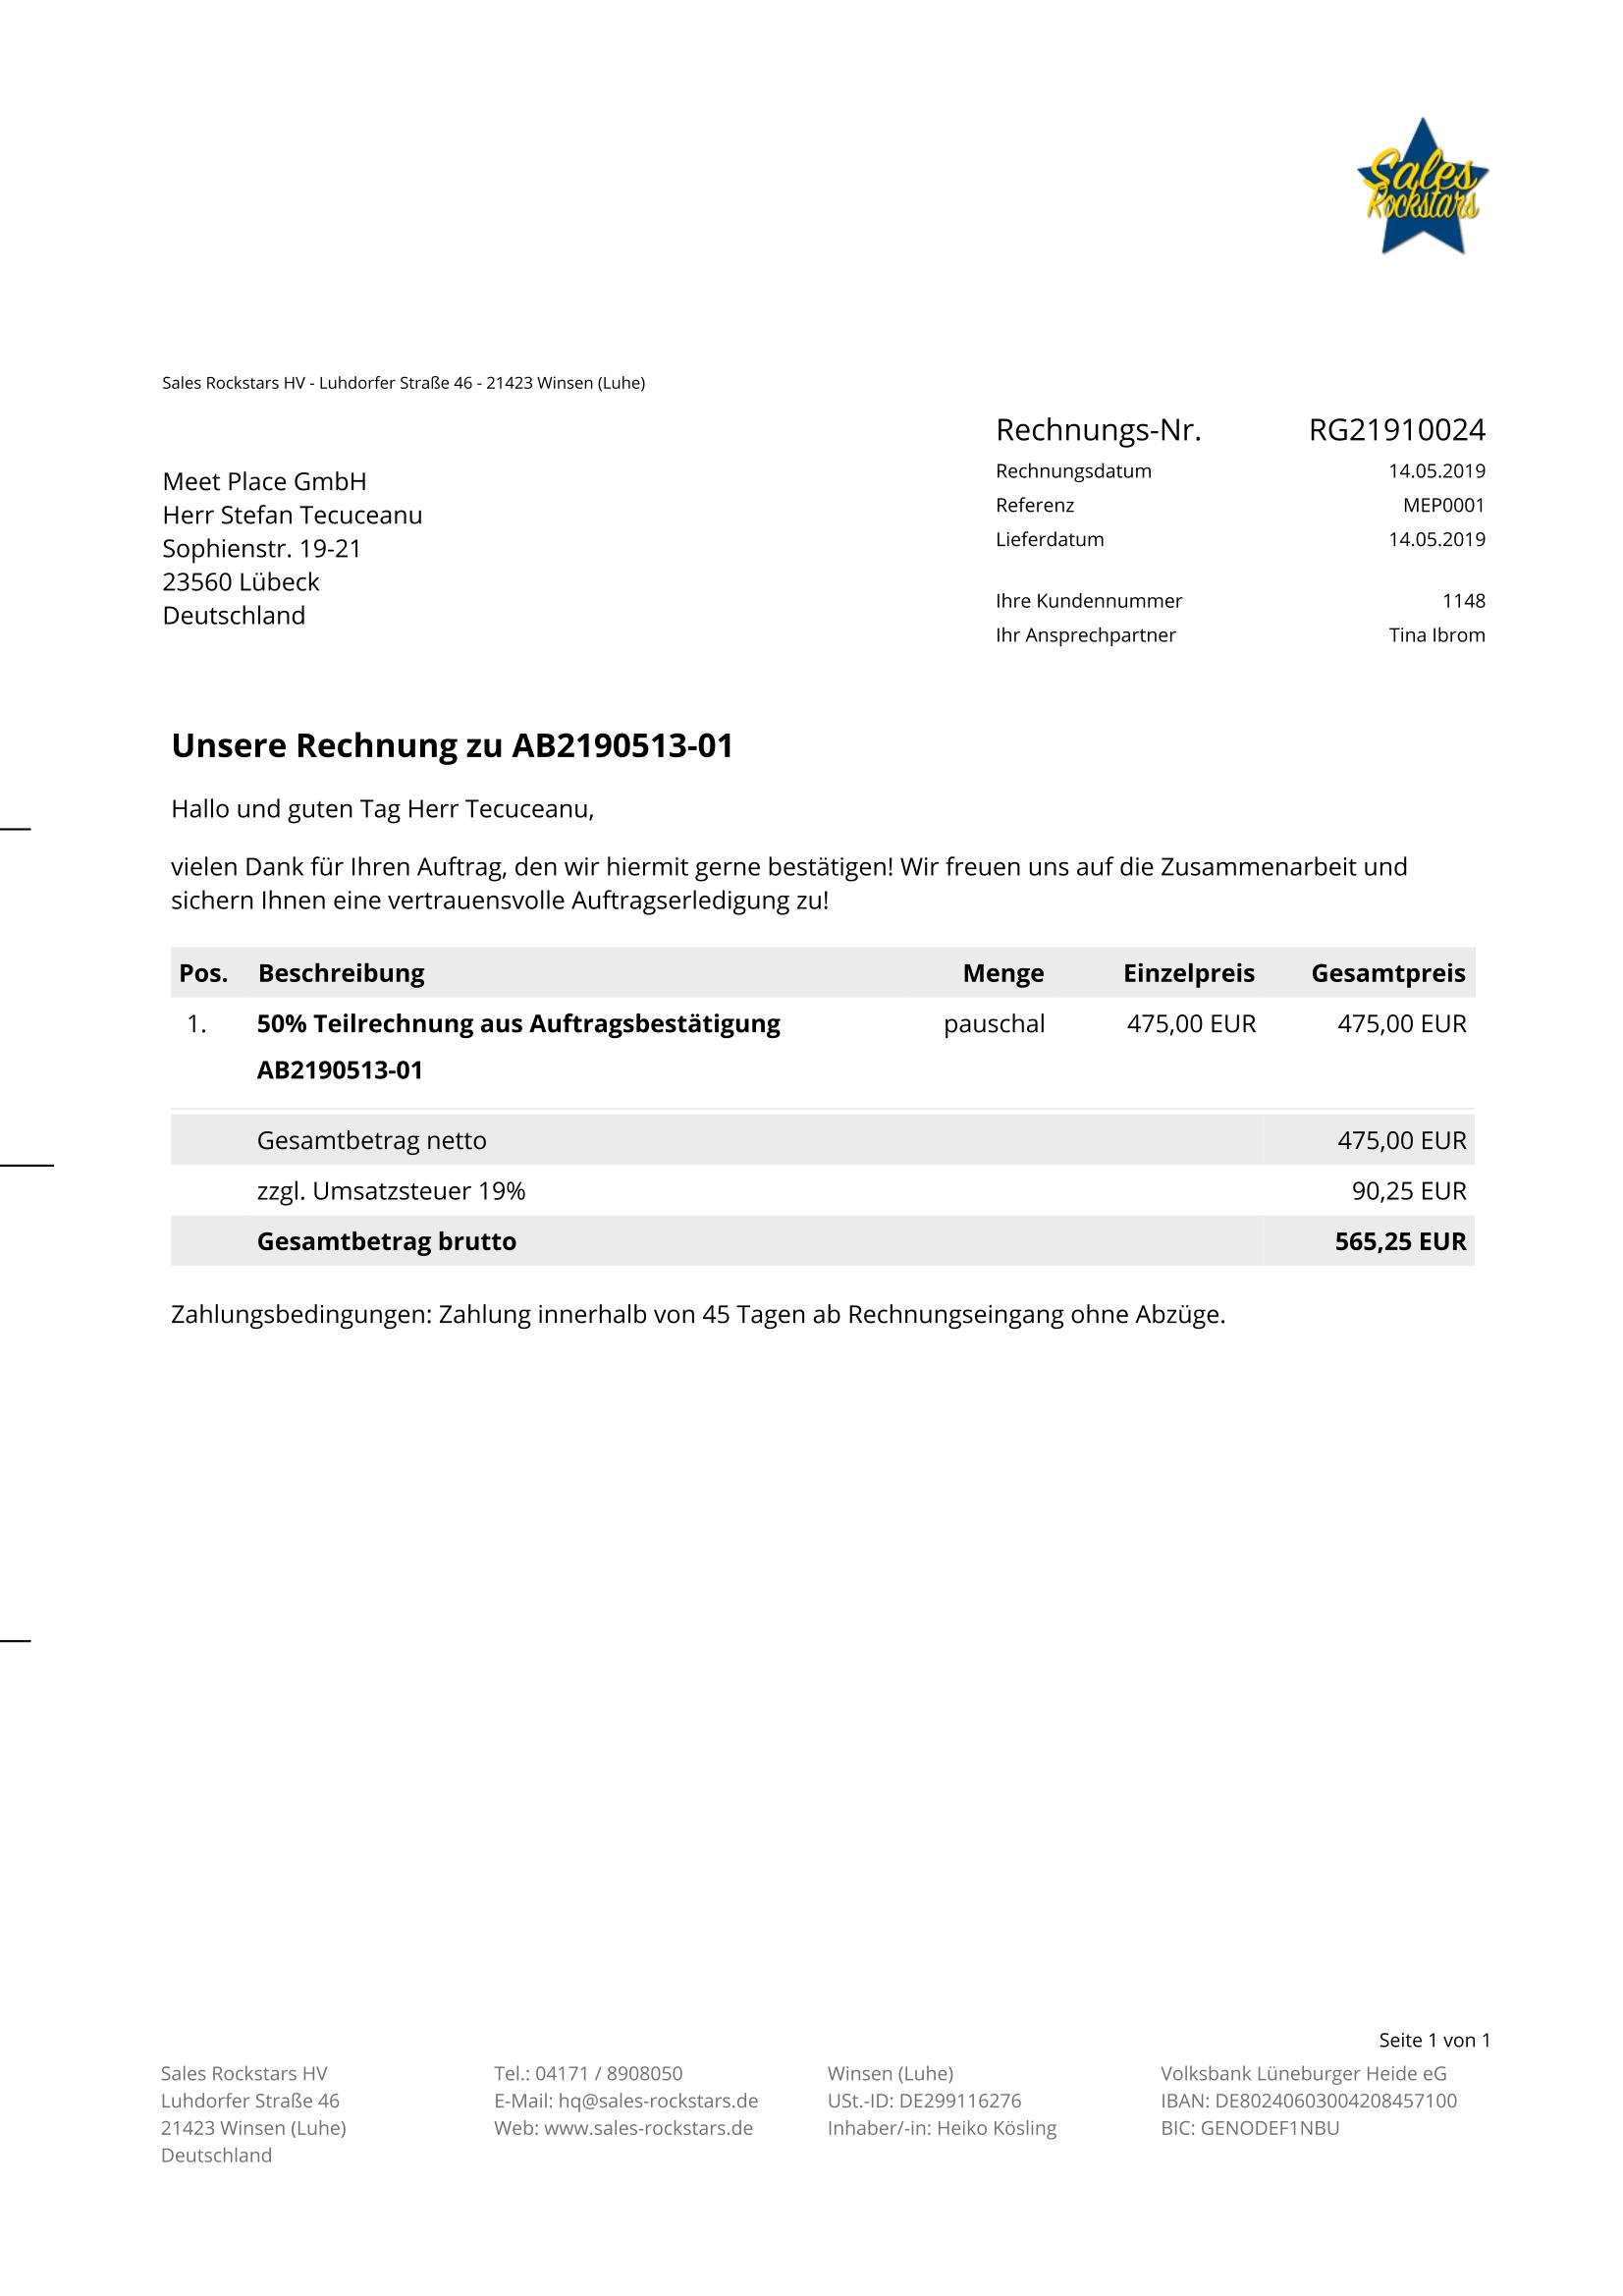 Sales
Rockstars
Sales Rockstars HV - Luhdorfer Straße 46 - 21423 Winsen (Luhe)
Rechnungs-Nr. RG21910024
Rechnungsdatum 14.05.2019
Referenz MEP0001
Lieferdatum 14.05.2019
Ihre Kundennummer 1148
Ihr Ansprechpartner Tina Ibrom
Meet Place GmbH
Herr Stefan Tecuceanu
Sophienstr. 19-21
23560 Lübeck
Deutschland
Unsere Rechnung zu AB2190513-01
Hallo und guten Tag Herr Tecuceanu,
vielen Dank für Ihren Auftrag, den wir hiermit gerne bestätigen! Wir freuen uns auf die Zusammenarbeit und
sichern Ihnen eine vertrauensvolle Auftragserledigung zu!
Pos. Beschreibung Menge Einzelpreis Gesamtpreis
1. 50% Teilrechnung aus Auftragsbestätigung pauschal 475,00 EUR 475,00 EUR
AB2190513-01
Gesamtbetrag netto 475,00 EUR
zzgl. Umsatzsteuer 19% 90,25 EUR
Gesamtbetrag brutto 565,25 EUR
Zahlungsbedingungen: Zahlung innerhalb von 45 Tagen ab Rechnungseingang ohne Abzüge.
Seite 1 von 1
Sales Rockstars HV
Luhdorfer Straße 46
21423 Winsen (Luhe)
Deutschland
Tel.: 04171 / 8908050
E-Mail: hq@sales-rockstars.de
Web: www.sales-rockstars.de
Winsen (Luhe)
USt.-ID: DE299116276
Inhaber/-in: Heiko Kösling
Volksbank Lüneburger Heide eG
IBAN: DE80240603004208457100
BIC: GENODEF1NBU